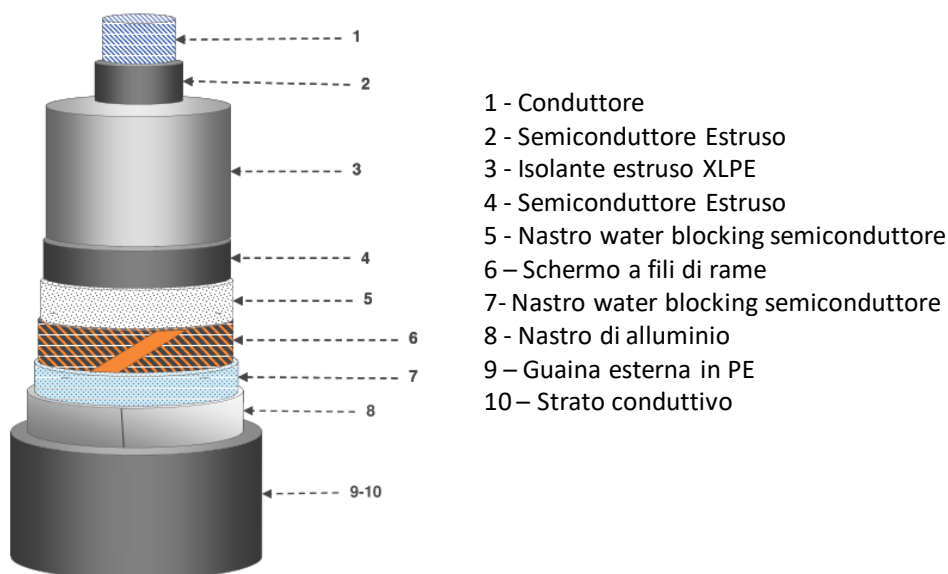 1
2
3
4
5
6
7
8
9-10
1 - Conduttore
2 - Semiconduttore Estruso
3 - Isolante estruso XLPE
4 - Semiconduttore Estruso
5 - Nastro water blocking semiconduttore
6 – Schermo a fili di rame
7- Nastro water blocking semiconduttore
8 - Nastro di alluminio
9 – Guaina esterna in PE
10 – Strato conduttivo